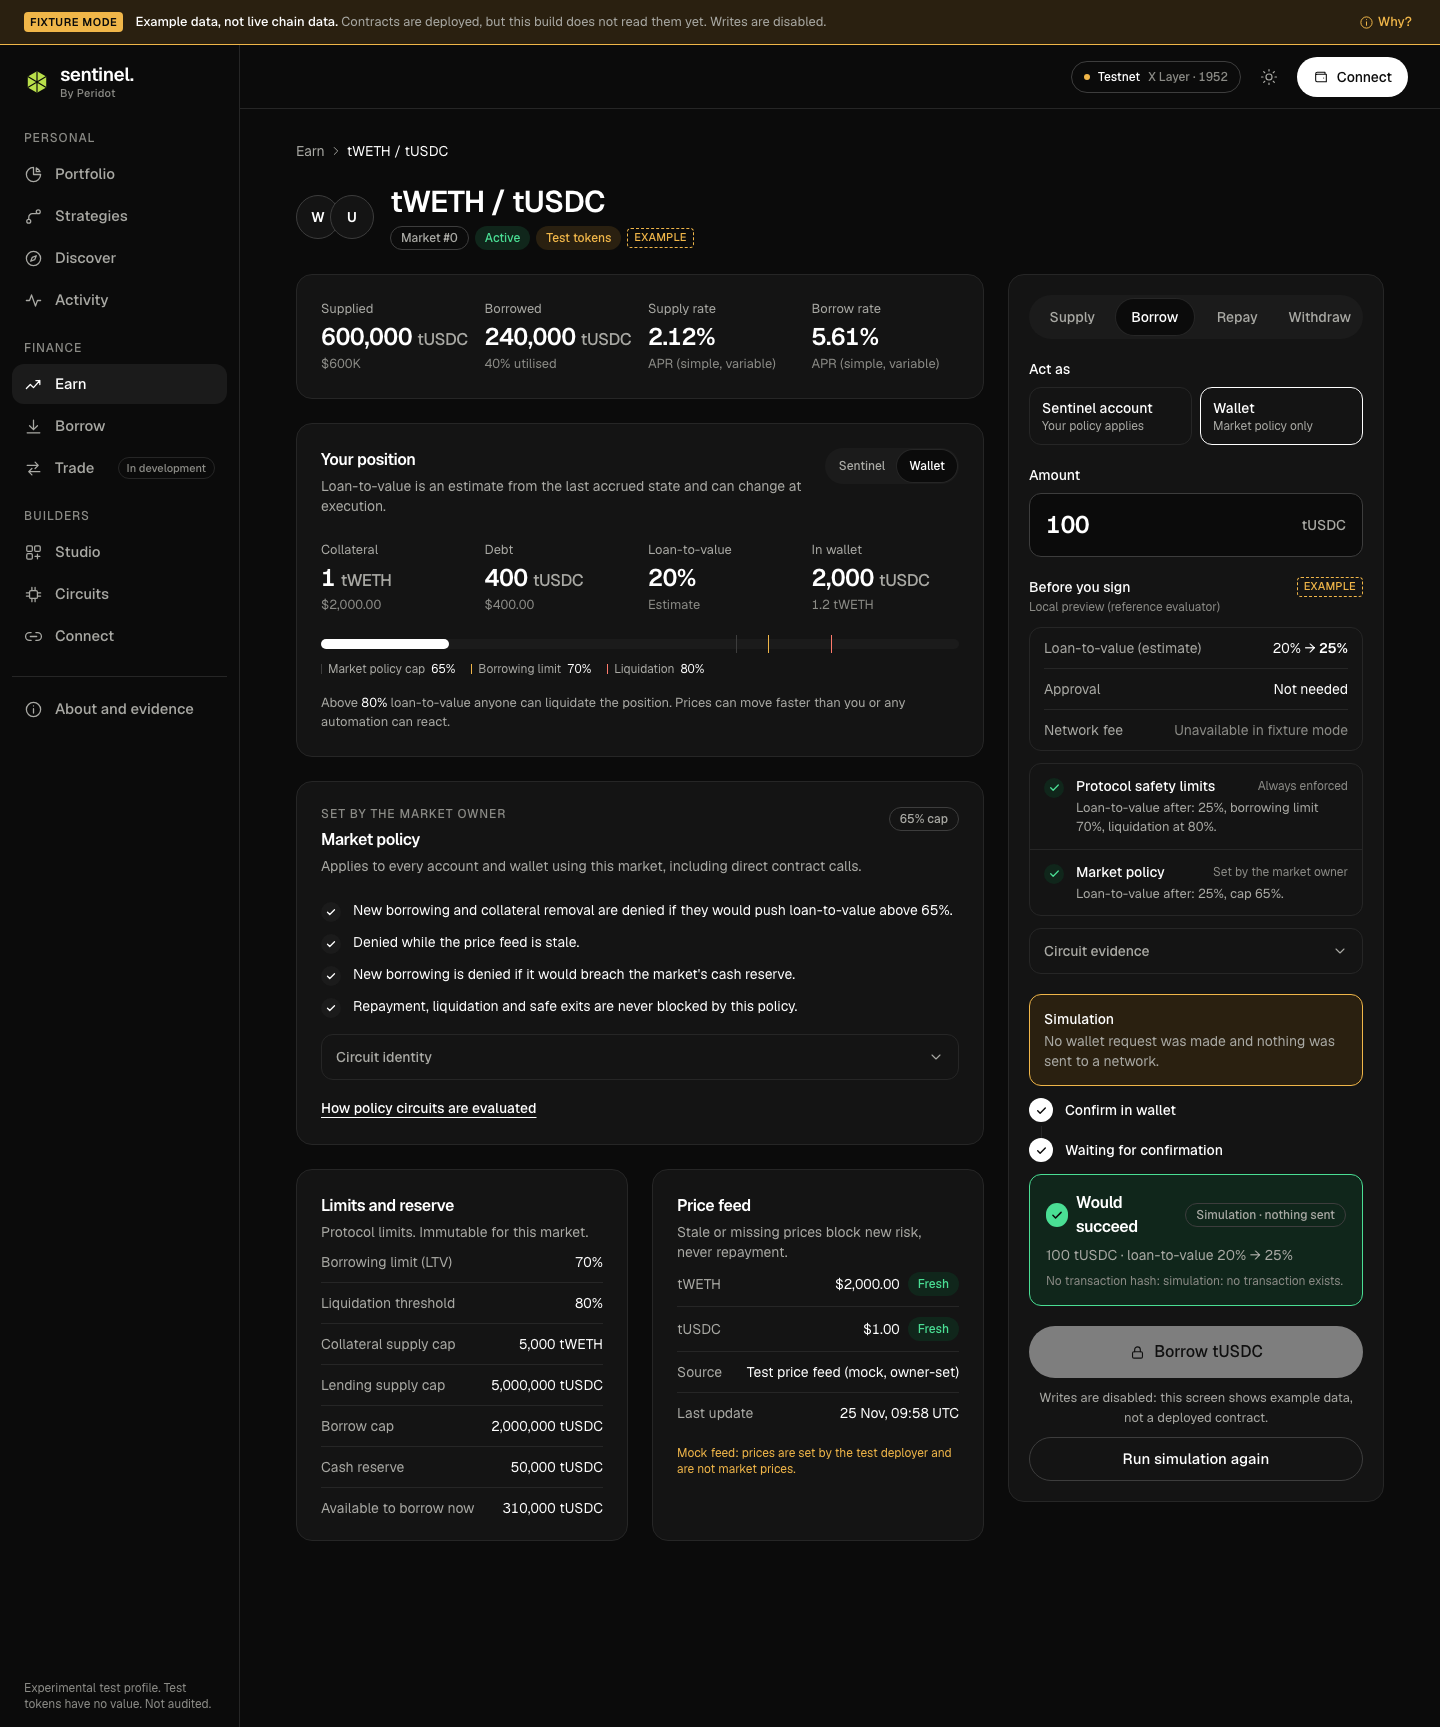 FIXTURE MODE Example data, not live chain data. Contracts are deployed, but this build does not read them yet. Writes are disabled. Why?
sentinel.
By Peridot
Testnet X Layer · 1952 Connect
PERSONAL
Portfolio
Strategies
Discover
Activity
FINANCE
Earn
Borrow
Trade In development
BUILDERS
Studio
Circuits
Connect
About and evidence
Experimental test profile. Test
tokens have no value. Not audited.
Earn > tWETH / tUSDC
W U
tWETH / tUSDC
Market #0 Active Test tokens EXAMPLE
Supplied Borrowed Supply rate Borrow rate
600,000 tUSDC 240,000 tUSDC 2.12% 5.61%
$600K 40% utilised APR (simple, variable) APR (simple, variable)
Your position
Sentinel Wallet
Loan-to-value is an estimate from the last accrued state and can change at
execution.
Collateral Debt Loan-to-value In wallet
1 tWETH 400 tUSDC 20% 2,000 tUSDC
$2,000.00 $400.00 Estimate 1.2 tWETH
Market policy cap 65% Borrowing limit 70% Liquidation 80%
Above 80% loan-to-value anyone can liquidate the position. Prices can move faster than you or any
automation can react.
SET BY THE MARKET OWNER
65% cap
Market policy
Applies to every account and wallet using this market, including direct contract calls.
New borrowing and collateral removal are denied if they would push loan-to-value above 65%.
Denied while the price feed is stale.
New borrowing is denied if it would breach the market's cash reserve.
Repayment, liquidation and safe exits are never blocked by this policy.
Circuit identity
How policy circuits are evaluated
Limits and reserve
Protocol limits. Immutable for this market.
Borrowing limit (LTV) 70%
Liquidation threshold 80%
Collateral supply cap 5,000 tWETH
Lending supply cap 5,000,000 tUSDC
Borrow cap 2,000,000 tUSDC
Cash reserve 50,000 tUSDC
Available to borrow now 310,000 tUSDC
Price feed
Stale or missing prices block new risk,
never repayment.
tWETH $2,000.00 Fresh
tUSDC $1.00 Fresh
Source Test price feed (mock, owner-set)
Last update 25 Nov, 09:58 UTC
Mock feed: prices are set by the test deployer and
are not market prices.
Supply Borrow Repay Withdraw
Act as
Sentinel account
Your policy applies
Wallet
Market policy only
Amount
100 tUSDC
Before you sign EXAMPLE
Local preview (reference evaluator)
Loan-to-value (estimate) 20% → 25%
Approval Not needed
Network fee Unavailable in fixture mode
Protocol safety limits Always enforced
Loan-to-value after: 25%, borrowing limit
70%, liquidation at 80%.
Market policy Set by the market owner
Loan-to-value after: 25%, cap 65%.
Circuit evidence
Simulation
No wallet request was made and nothing was
sent to a network.
Confirm in wallet
Waiting for confirmation
Would
succeed
Simulation · nothing sent
100 tUSDC · loan-to-value 20% → 25%
No transaction hash: simulation: no transaction exists.
Borrow tUSDC
Writes are disabled: this screen shows example data,
not a deployed contract.
Run simulation again